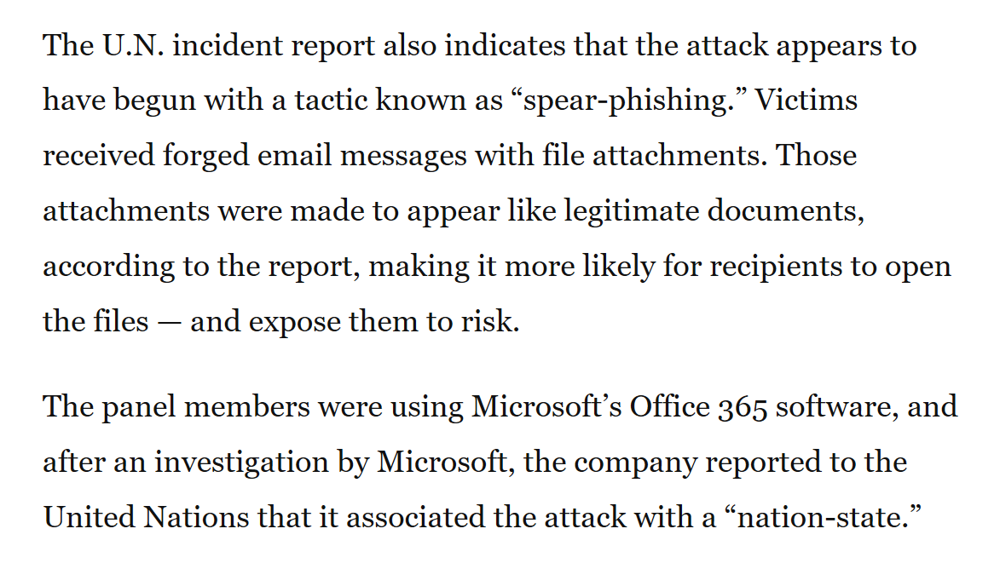 The U.N. incident report also indicates that the attack appears to
have begun with a tactic known as “spear-phishing.” Victims
received forged email messages with file attachments. Those
attachments were made to appear like legitimate documents,
according to the report, making it more likely for recipients to open
the files — and expose them to risk.
The panel members were using Microsoft’s Office 365 software, and
after an investigation by Microsoft, the company reported to the
United Nations that it associated the attack with a “nation-state.”